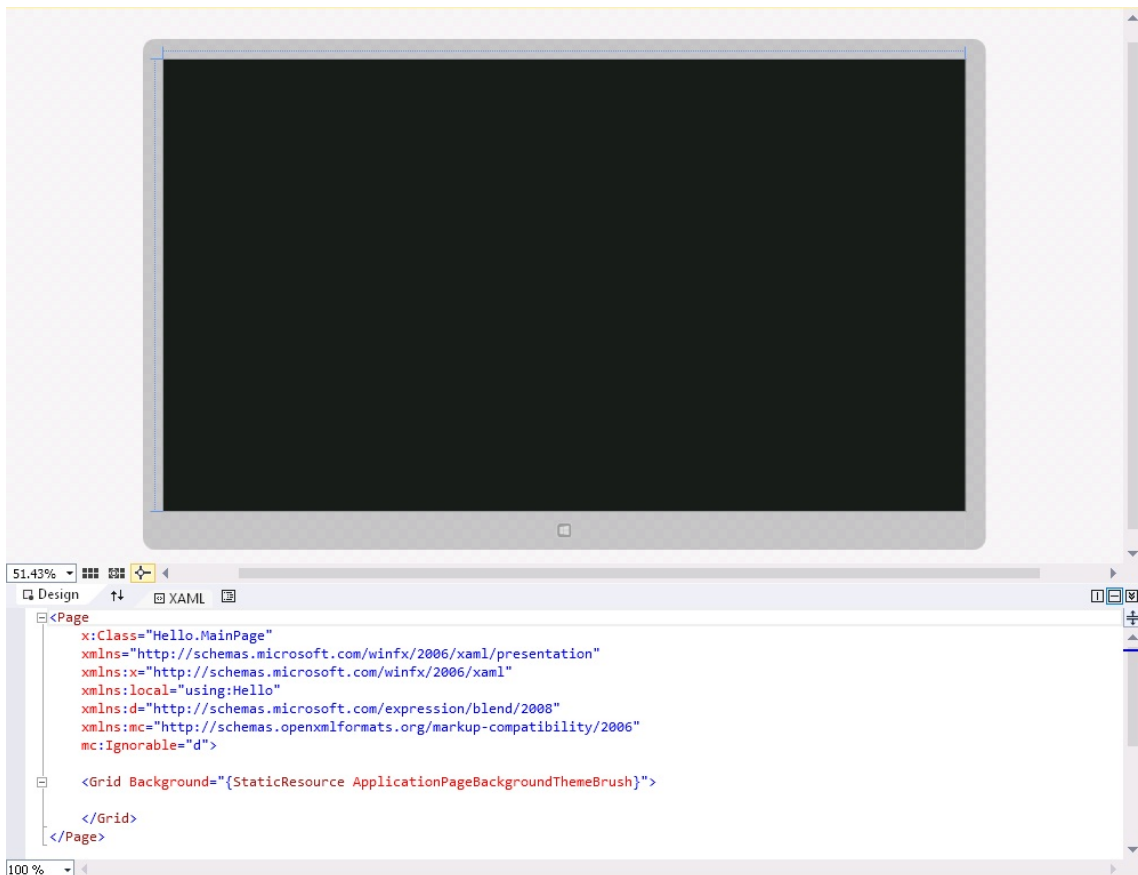 51.43%
Design
XAML
<Page
x:Class="Hello.MainPage"
xmlns="http://schemas.microsoft.com/winfx/2006/xaml/presentation"
xmlns:x="http://schemas.microsoft.com/winfx/2006/xaml"
xmlns:local="using:Hello"
xmlns:d="http://schemas.microsoft.com/expression/blend/2008"
xmlns:mc="http://schemas.openxmlformats.org/markup-compatibility/2006"
mc:Ignorable="d">
<Grid Background="{StaticResource ApplicationPageBackgroundThemeBrush}">
</Grid>
</Page>
100 %